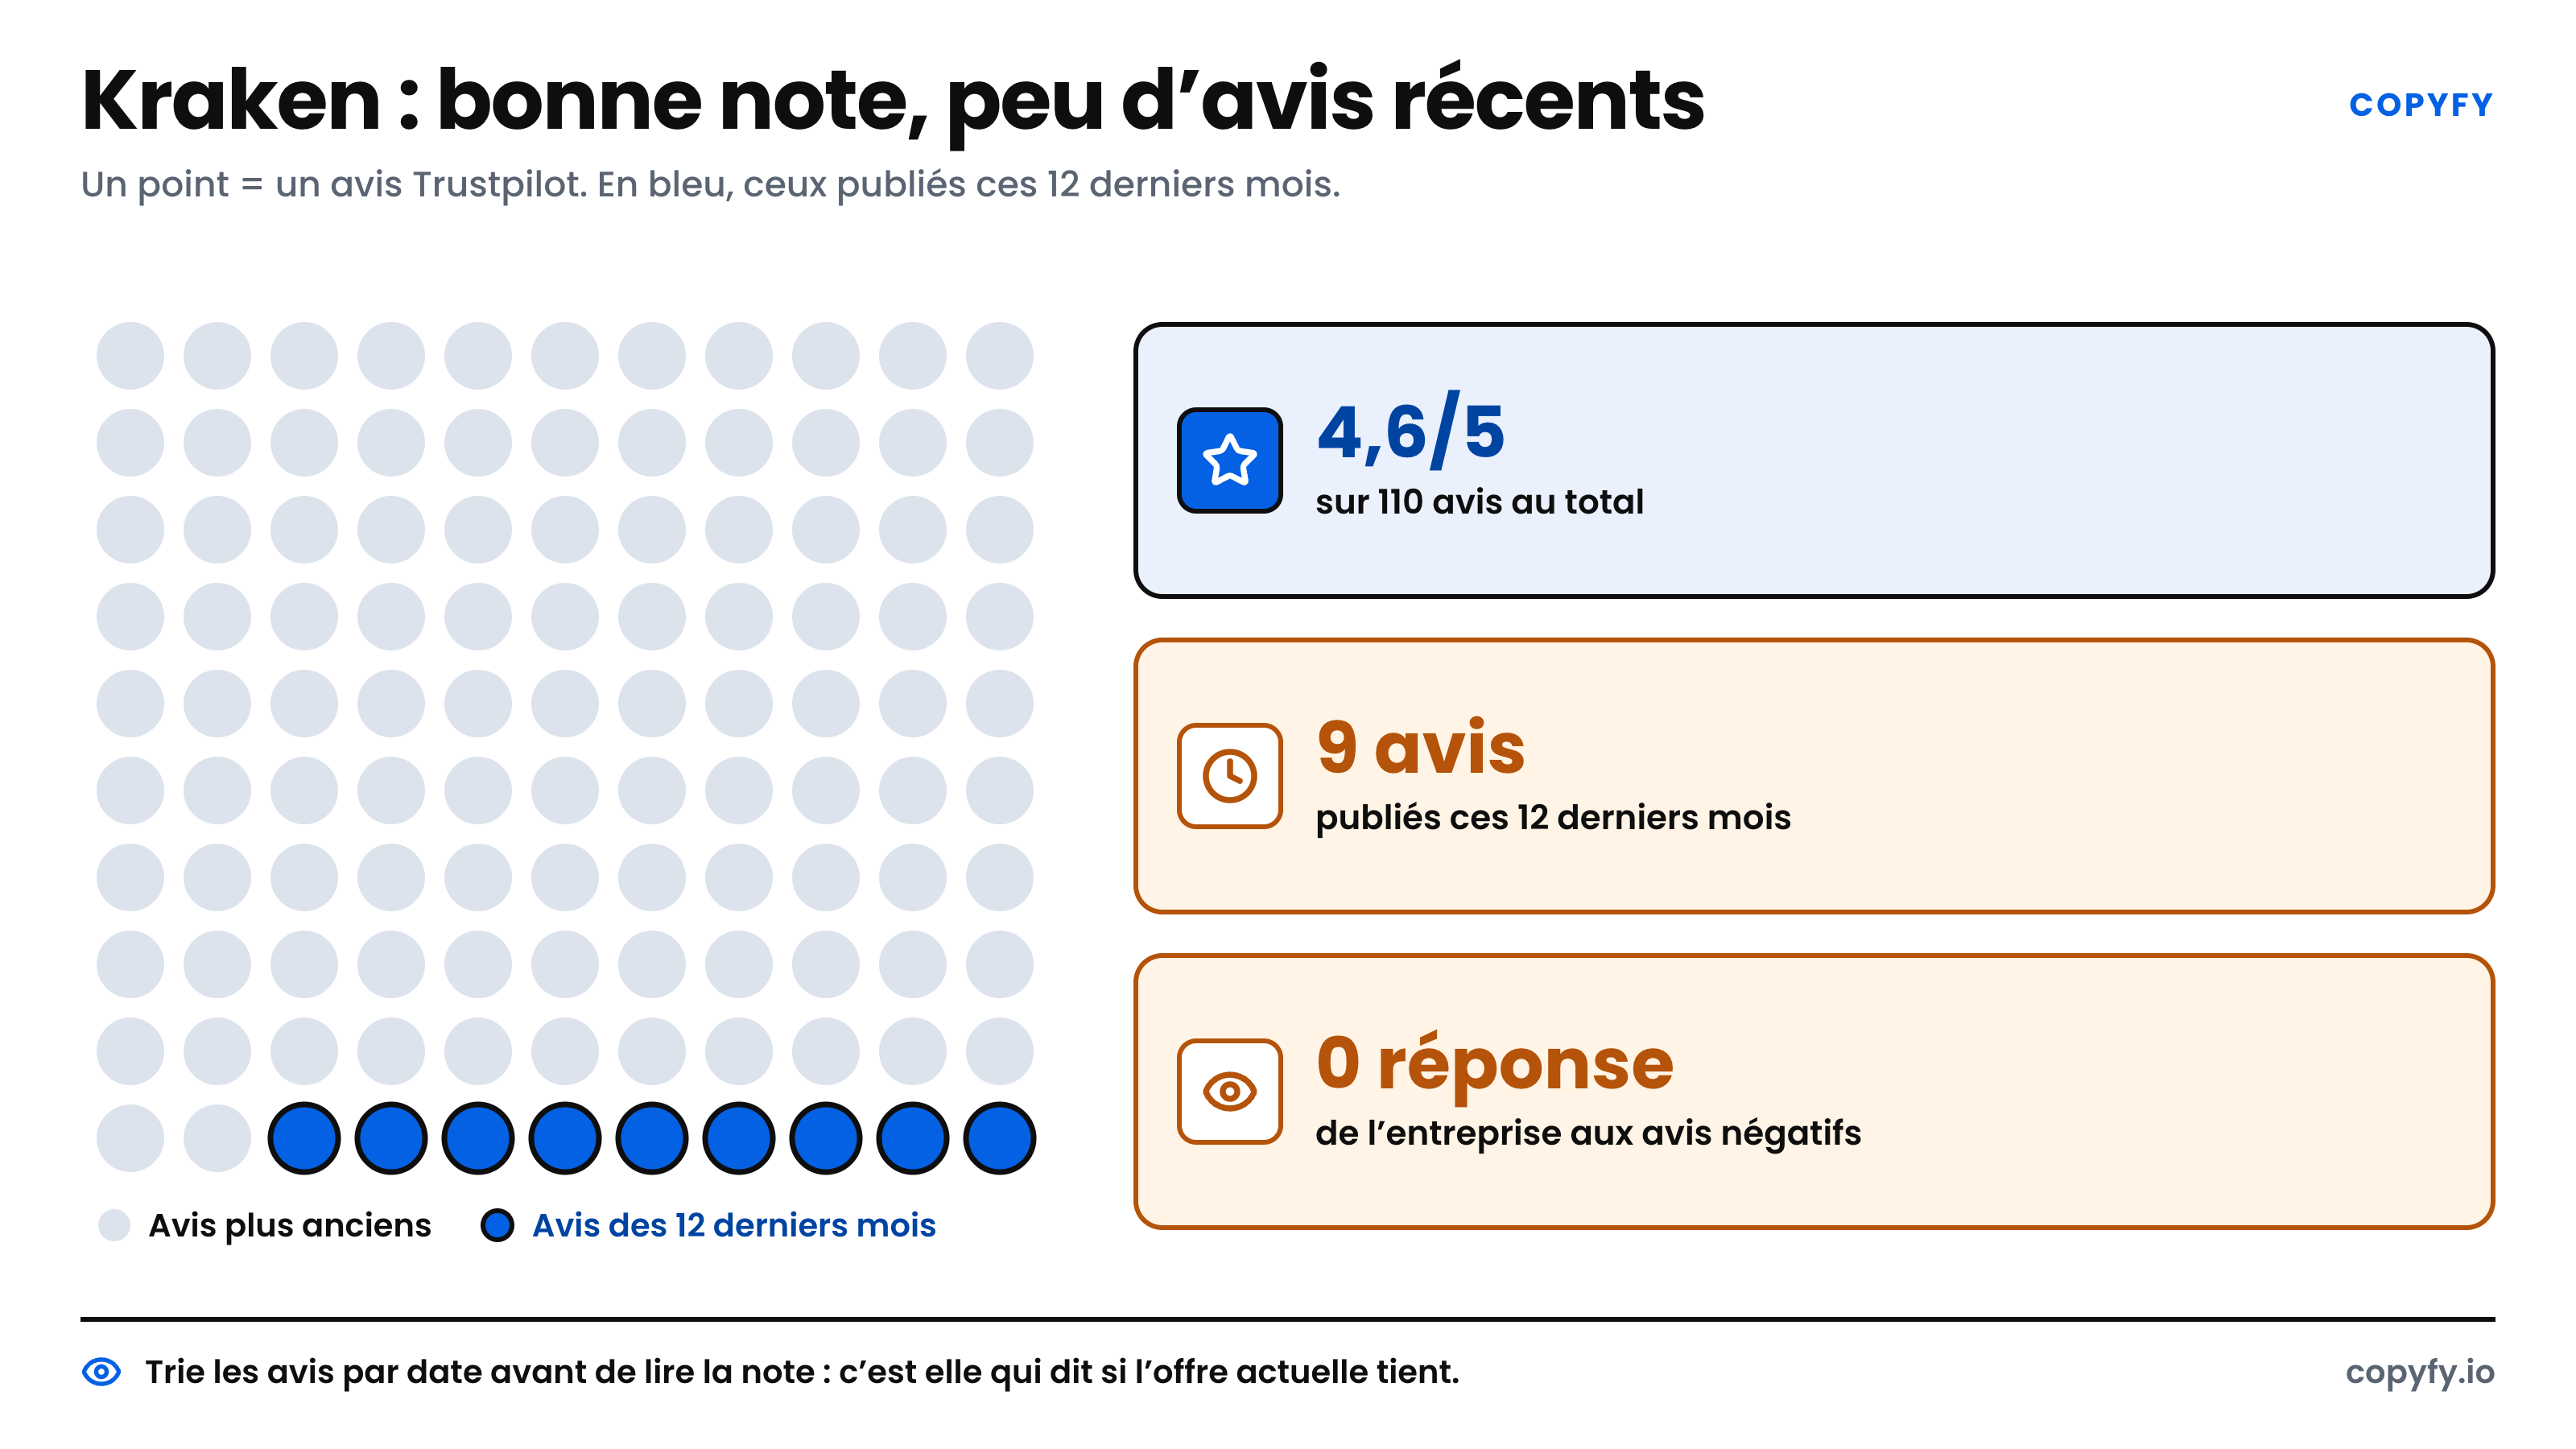 Kraken : bonne note, peu d’avis récents
COPYFY
Un point = un avis Trustpilot. En bleu, ceux publiés ces 12 derniers mois.
4,6/5
sur 110 avis au total
9 avis
publiés ces 12 derniers mois
0 réponse
de l’entreprise aux avis négatifs
Avis plus anciens
Avis des 12 derniers mois
Trie les avis par date avant de lire la note : c’est elle qui dit si l’offre actuelle tient.
copyfy.io